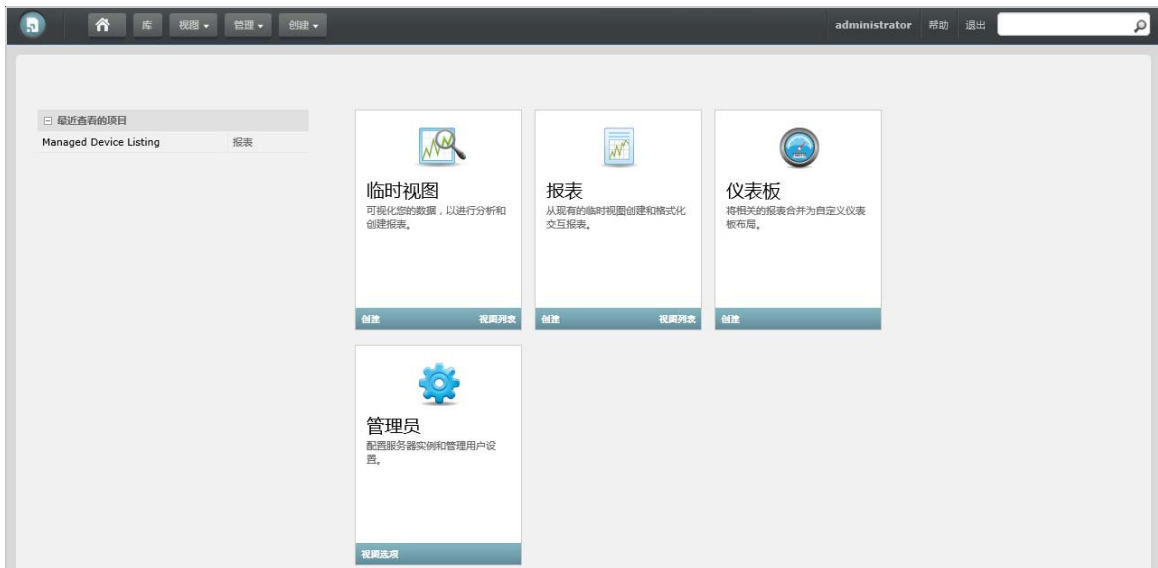 库 视图 管理 创建 administrator 帮助 退出
最近查看的项目
Managed Device Listing 报表
临时视图
可视化您的数据，以进行分析和
创建报表。
创建 视图列表
报表
从现有的临时视图创建和格式化
交互报表。
创建 视图列表
仪表板
将相关的报表合并为自定义仪表
板布局。
创建
管理员
配置服务器实例和管理用户设
置。
视图选项